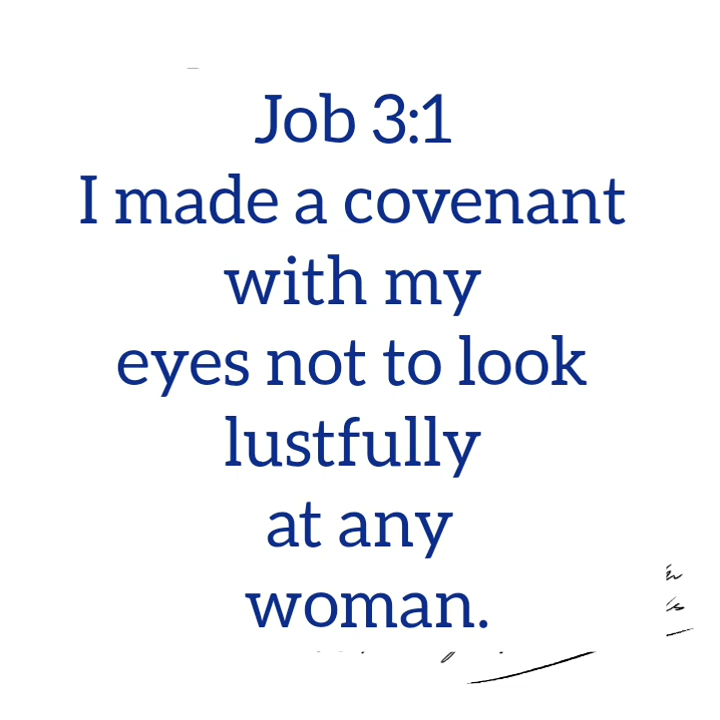 Job 3:1
I made a covenant
with my
eyes not to look
lustfully
at any
woman.